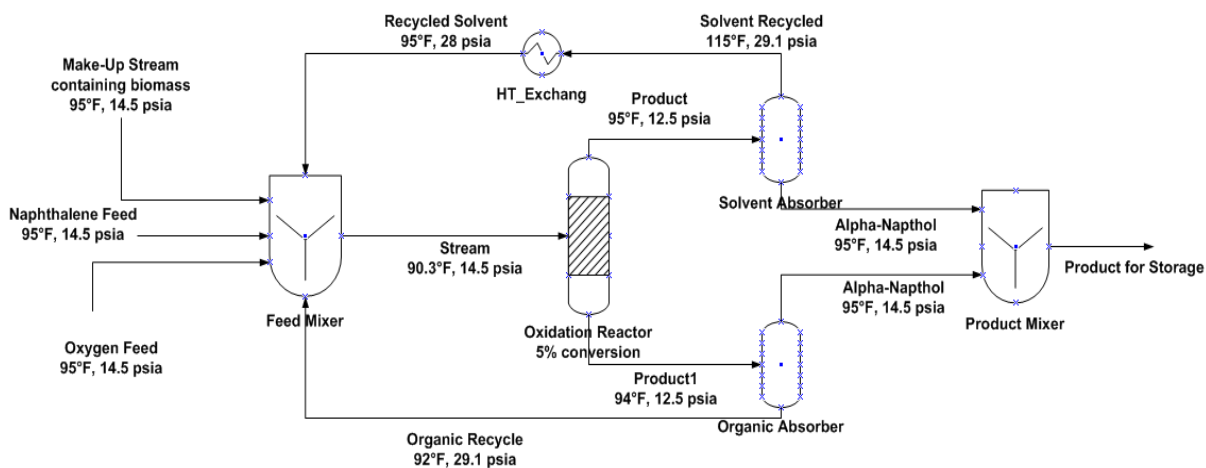 Recycled Solvent
95°F, 28 psia
Solvent Recycled
115°F, 29.1 psia
Make-Up Stream
containing biomass
95°F, 14.5 psia
HT_Exchang
Product
95°F, 12.5 psia
Naphthalene Feed
95°F, 14.5 psia
Solvent Absorber
Stream
90.3°F, 14.5 psia
Alpha-Napthol
95°F, 14.5 psia
Product for Storage
Alpha-Napthol
95°F, 14.5 psia
Feed Mixer
Oxidation Reactor
5% conversion
Product Mixer
Oxygen Feed
95°F, 14.5 psia
Product1
94°F, 12.5 psia
Organic Absorber
Organic Recycle
92°F, 29.1 psia